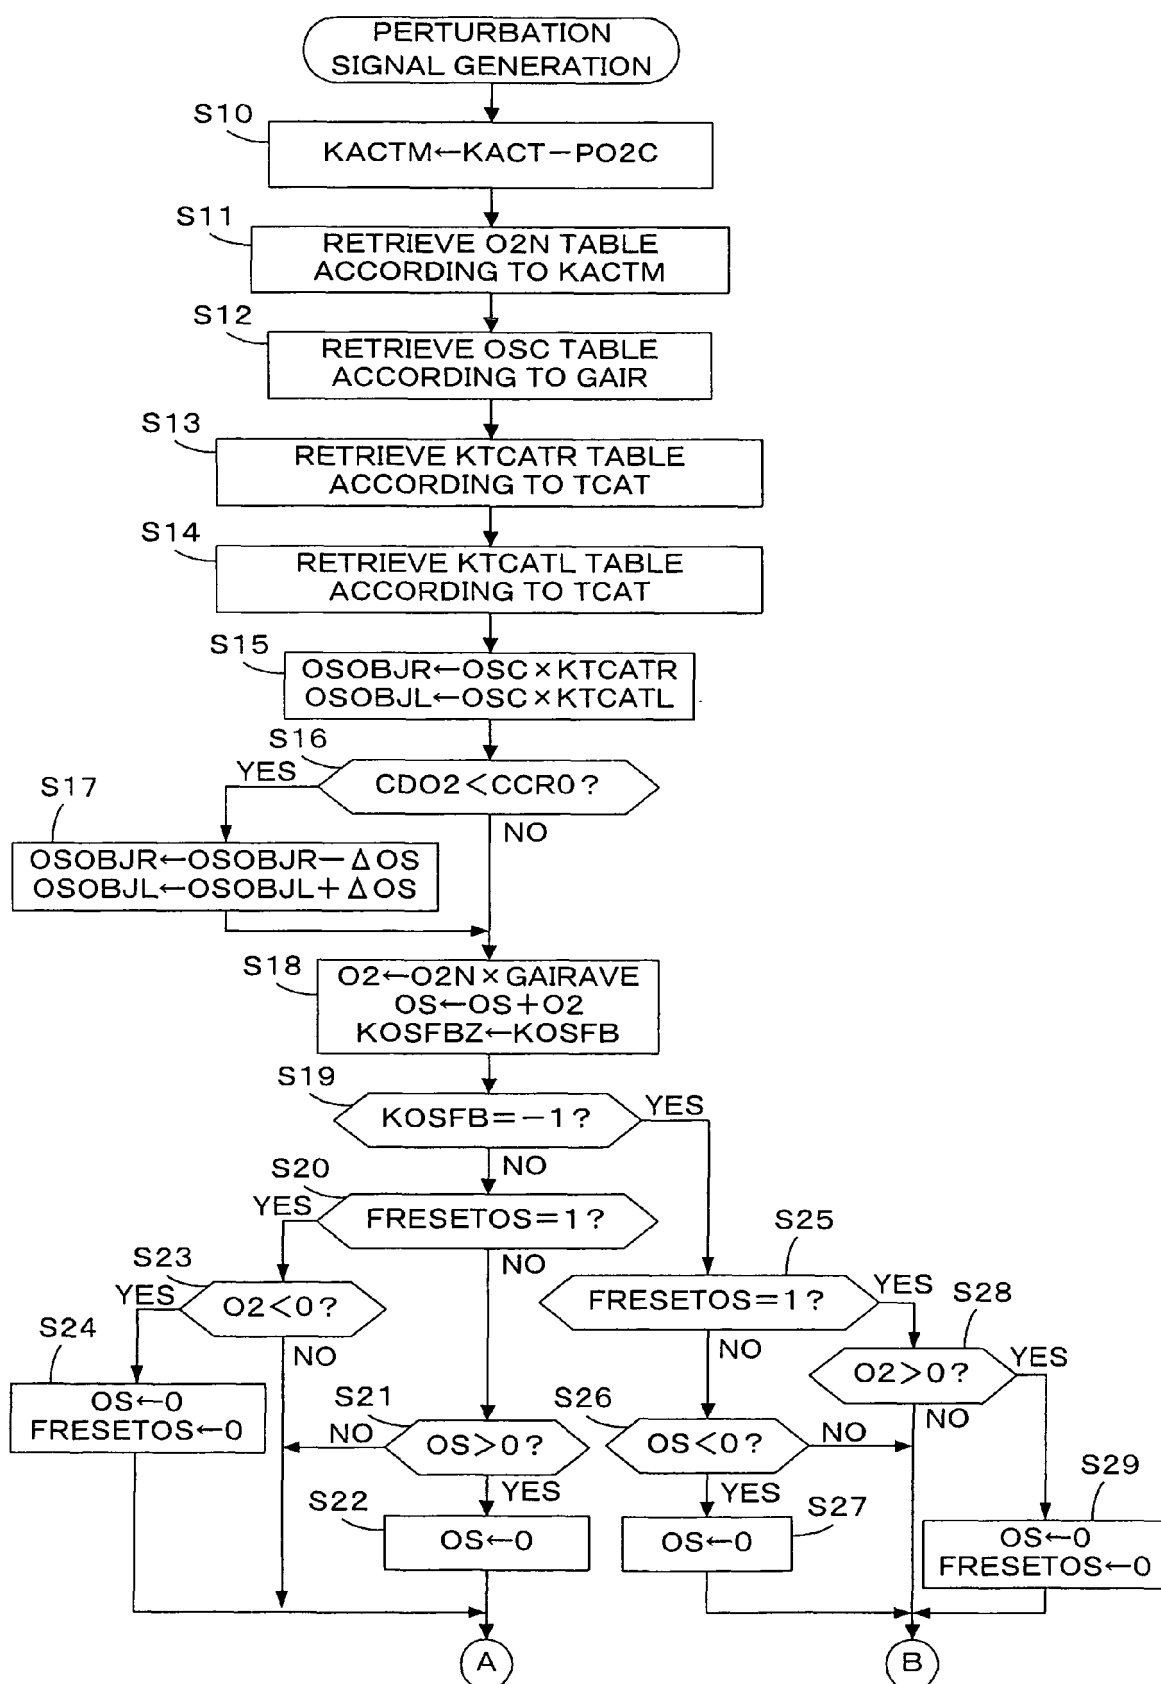 PERTURBATION
SIGNAL GENERATION
S10
KACTM←KACT−PO2C
S11
RETRIEVE O2N TABLE
ACCORDING TO KACTM
S12
RETRIEVE OSC TABLE
ACCORDING TO GAIR
S13
RETRIEVE KTCATR TABLE
ACCORDING TO TCAT
S14
RETRIEVE KTCATL TABLE
ACCORDING TO TCAT
S15
OSOBJR←OSC×KTCATR
OSOBJL←OSC×KTCATL
S16
CDO2<CCR0?
YES
NO
S17
OSOBJR←OSOBJR−ΔOS
OSOBJL←OSOBJL+ΔOS
S18
O2←O2N×GAIRAVE
OS←OS+O2
KOSFBZ←KOSFB
S19
KOSFB=−1?
YES
NO
S20
FRESETOS=1?
YES
NO
S25
FRESETOS=1?
YES
NO
S23
O2<0?
YES
NO
S28
O2>0?
YES
NO
S24
OS←0
FRESETOS←0
S21
OS>0?
NO
YES
S26
OS<0?
NO
YES
S22
OS←0
S27
OS←0
S29
OS←0
FRESETOS←0
A
B